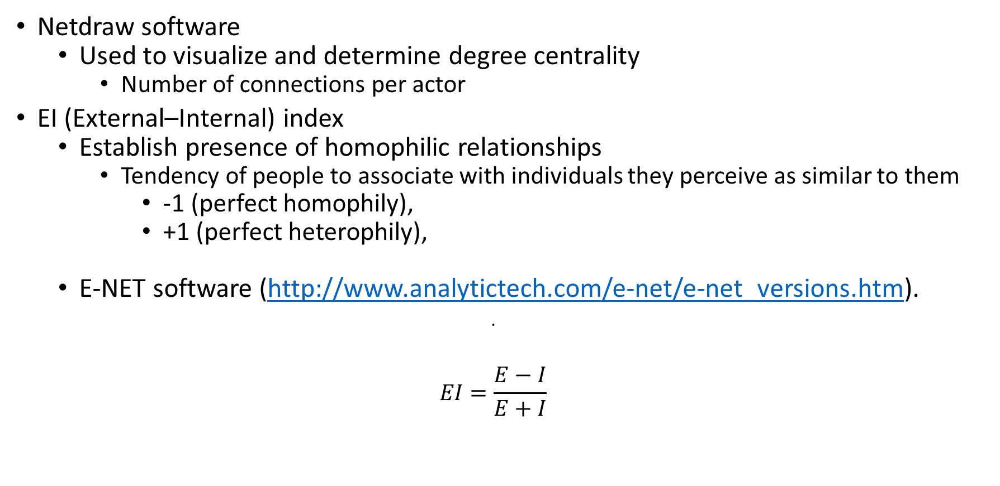 • Netdraw software
• Used to visualize and determine degree centrality
• Number of connections per actor
• EI (External–Internal) index
• Establish presence of homophilic relationships
• Tendency of people to associate with individuals they perceive as similar to them
• -1 (perfect homophily),
• +1 (perfect heterophily),
• E-NET software (http://www.analytictech.com/e-net/e-net_versions.htm).
.
EI = (E − I) / (E + I)